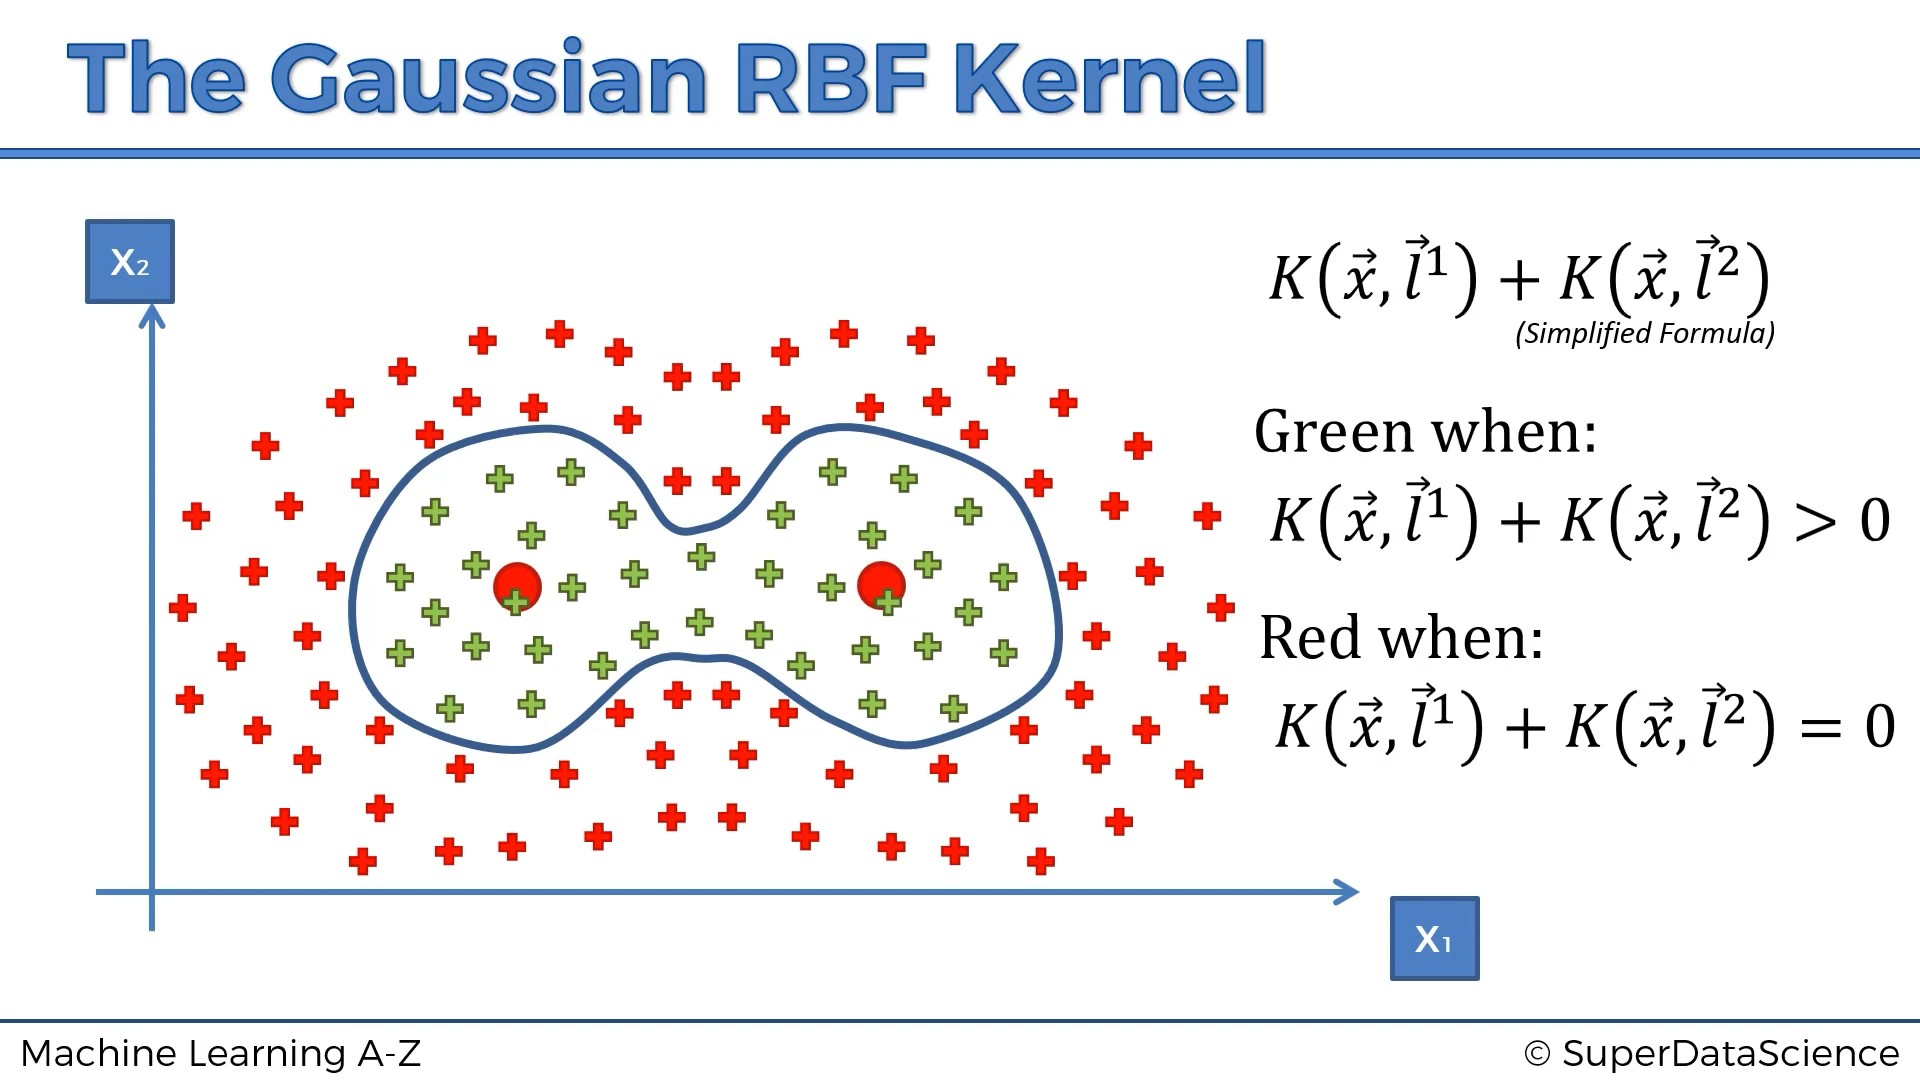 The Gaussian RBF Kernel
X₂
K(x⃗, l⃗¹) + K(x⃗, l⃗²)
(Simplified Formula)
Green when:
K(x⃗, l⃗¹) + K(x⃗, l⃗²) > 0
Red when:
K(x⃗, l⃗¹) + K(x⃗, l⃗²) = 0
X₁
Machine Learning A-Z
© SuperDataScience